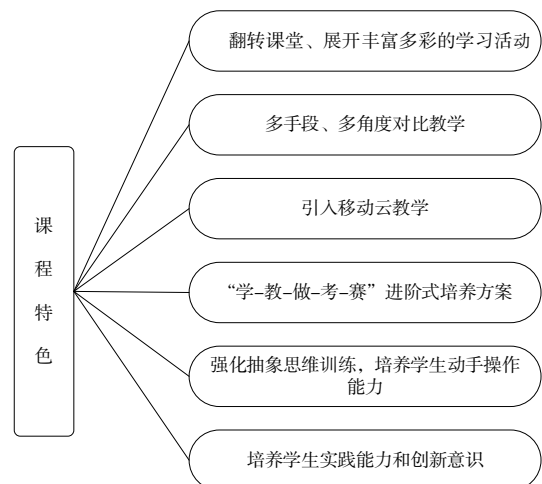 翻转课堂、展开丰富多彩的学习活动
多手段、多角度对比教学
引入移动云教学
课程特色
“学–教–做–考–赛”进阶式培养方案
强化抽象思维训练，培养学生动手操作
能力
培养学生实践能力和创新意识